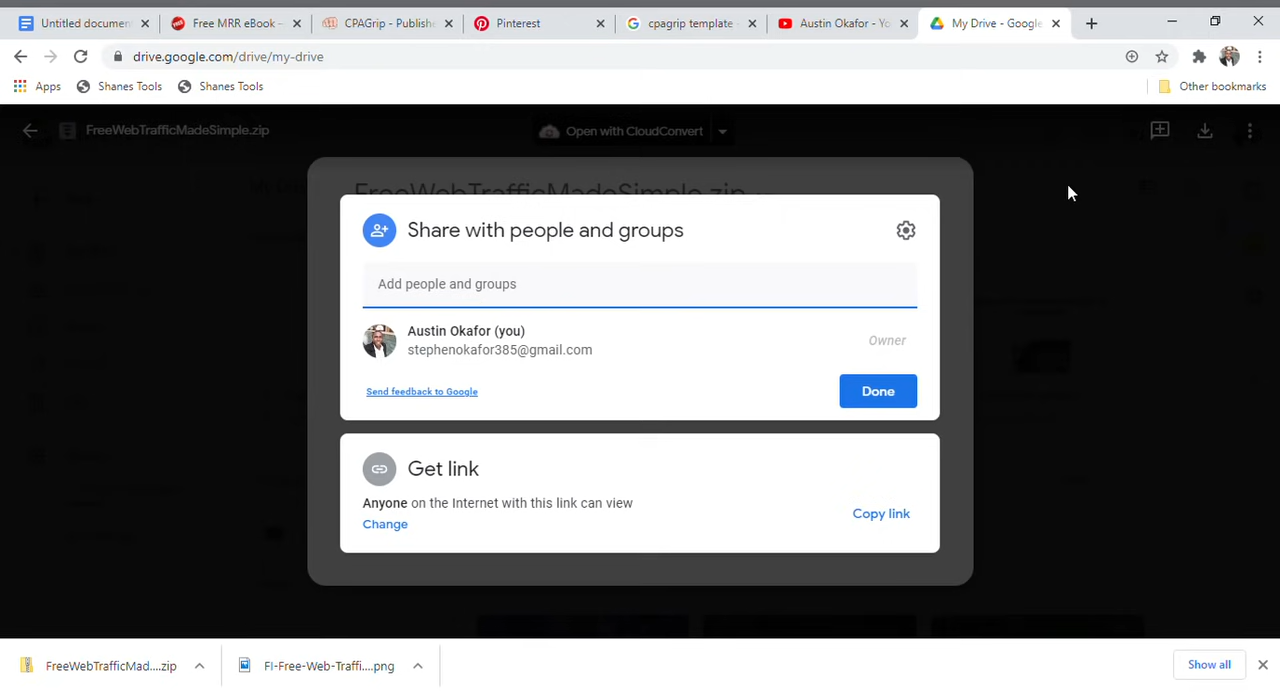 Untitled documen
Free MRR eBook –
CPAGrip - Publishe
Pinterest
cpagrip template -
Austin Okafor - Yo
My Drive - Google
drive.google.com/drive/my-drive
Apps
Shanes Tools
Shanes Tools
Other bookmarks
FreeWebTrafficMadeSimple.zip
Open with CloudConvert
FreeWebTrafficMadeSimple.zip
Share with people and groups
Add people and groups
Austin Okafor (you)
stephenokafor385@gmail.com
Owner
Send feedback to Google
Done
Get link
Anyone on the Internet with this link can view
Change
Copy link
FreeWebTrafficMad....zip
FI-Free-Web-Traffi....png
Show all